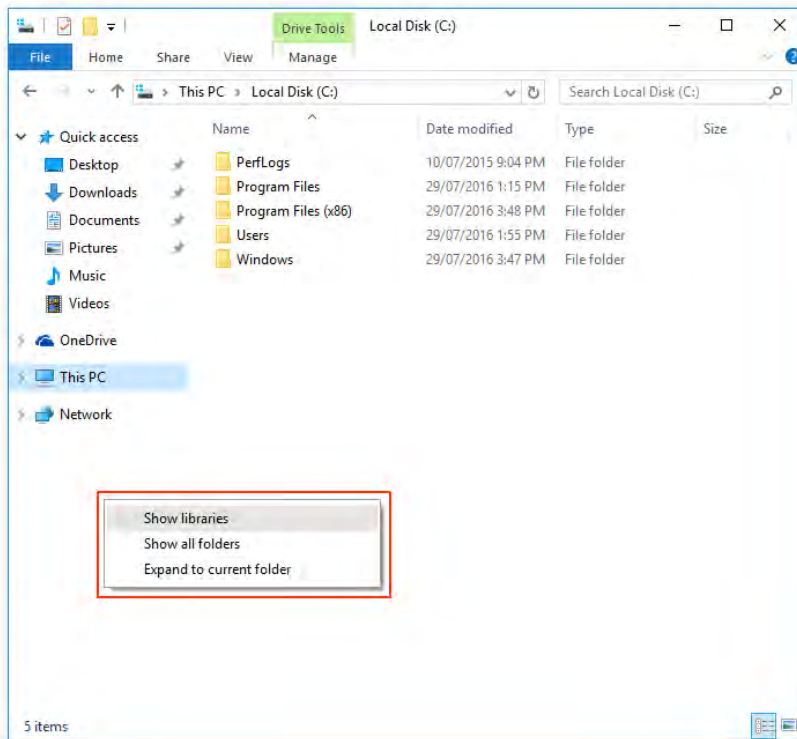 Drive Tools Local Disk (C:)
File Home Share View Manage
This PC Local Disk (C:) Search Local Disk (C:)
Name Date modified Type Size
Quick access
Desktop
Downloads
Documents
Pictures
Music
Videos
OneDrive
This PC
Network
PerfLogs 10/07/2015 9:04 PM File folder
Program Files 29/07/2016 1:15 PM File folder
Program Files (x86) 29/07/2016 3:48 PM File folder
Users 29/07/2016 1:55 PM File folder
Windows 29/07/2016 3:47 PM File folder
Show libraries
Show all folders
Expand to current folder
5 items